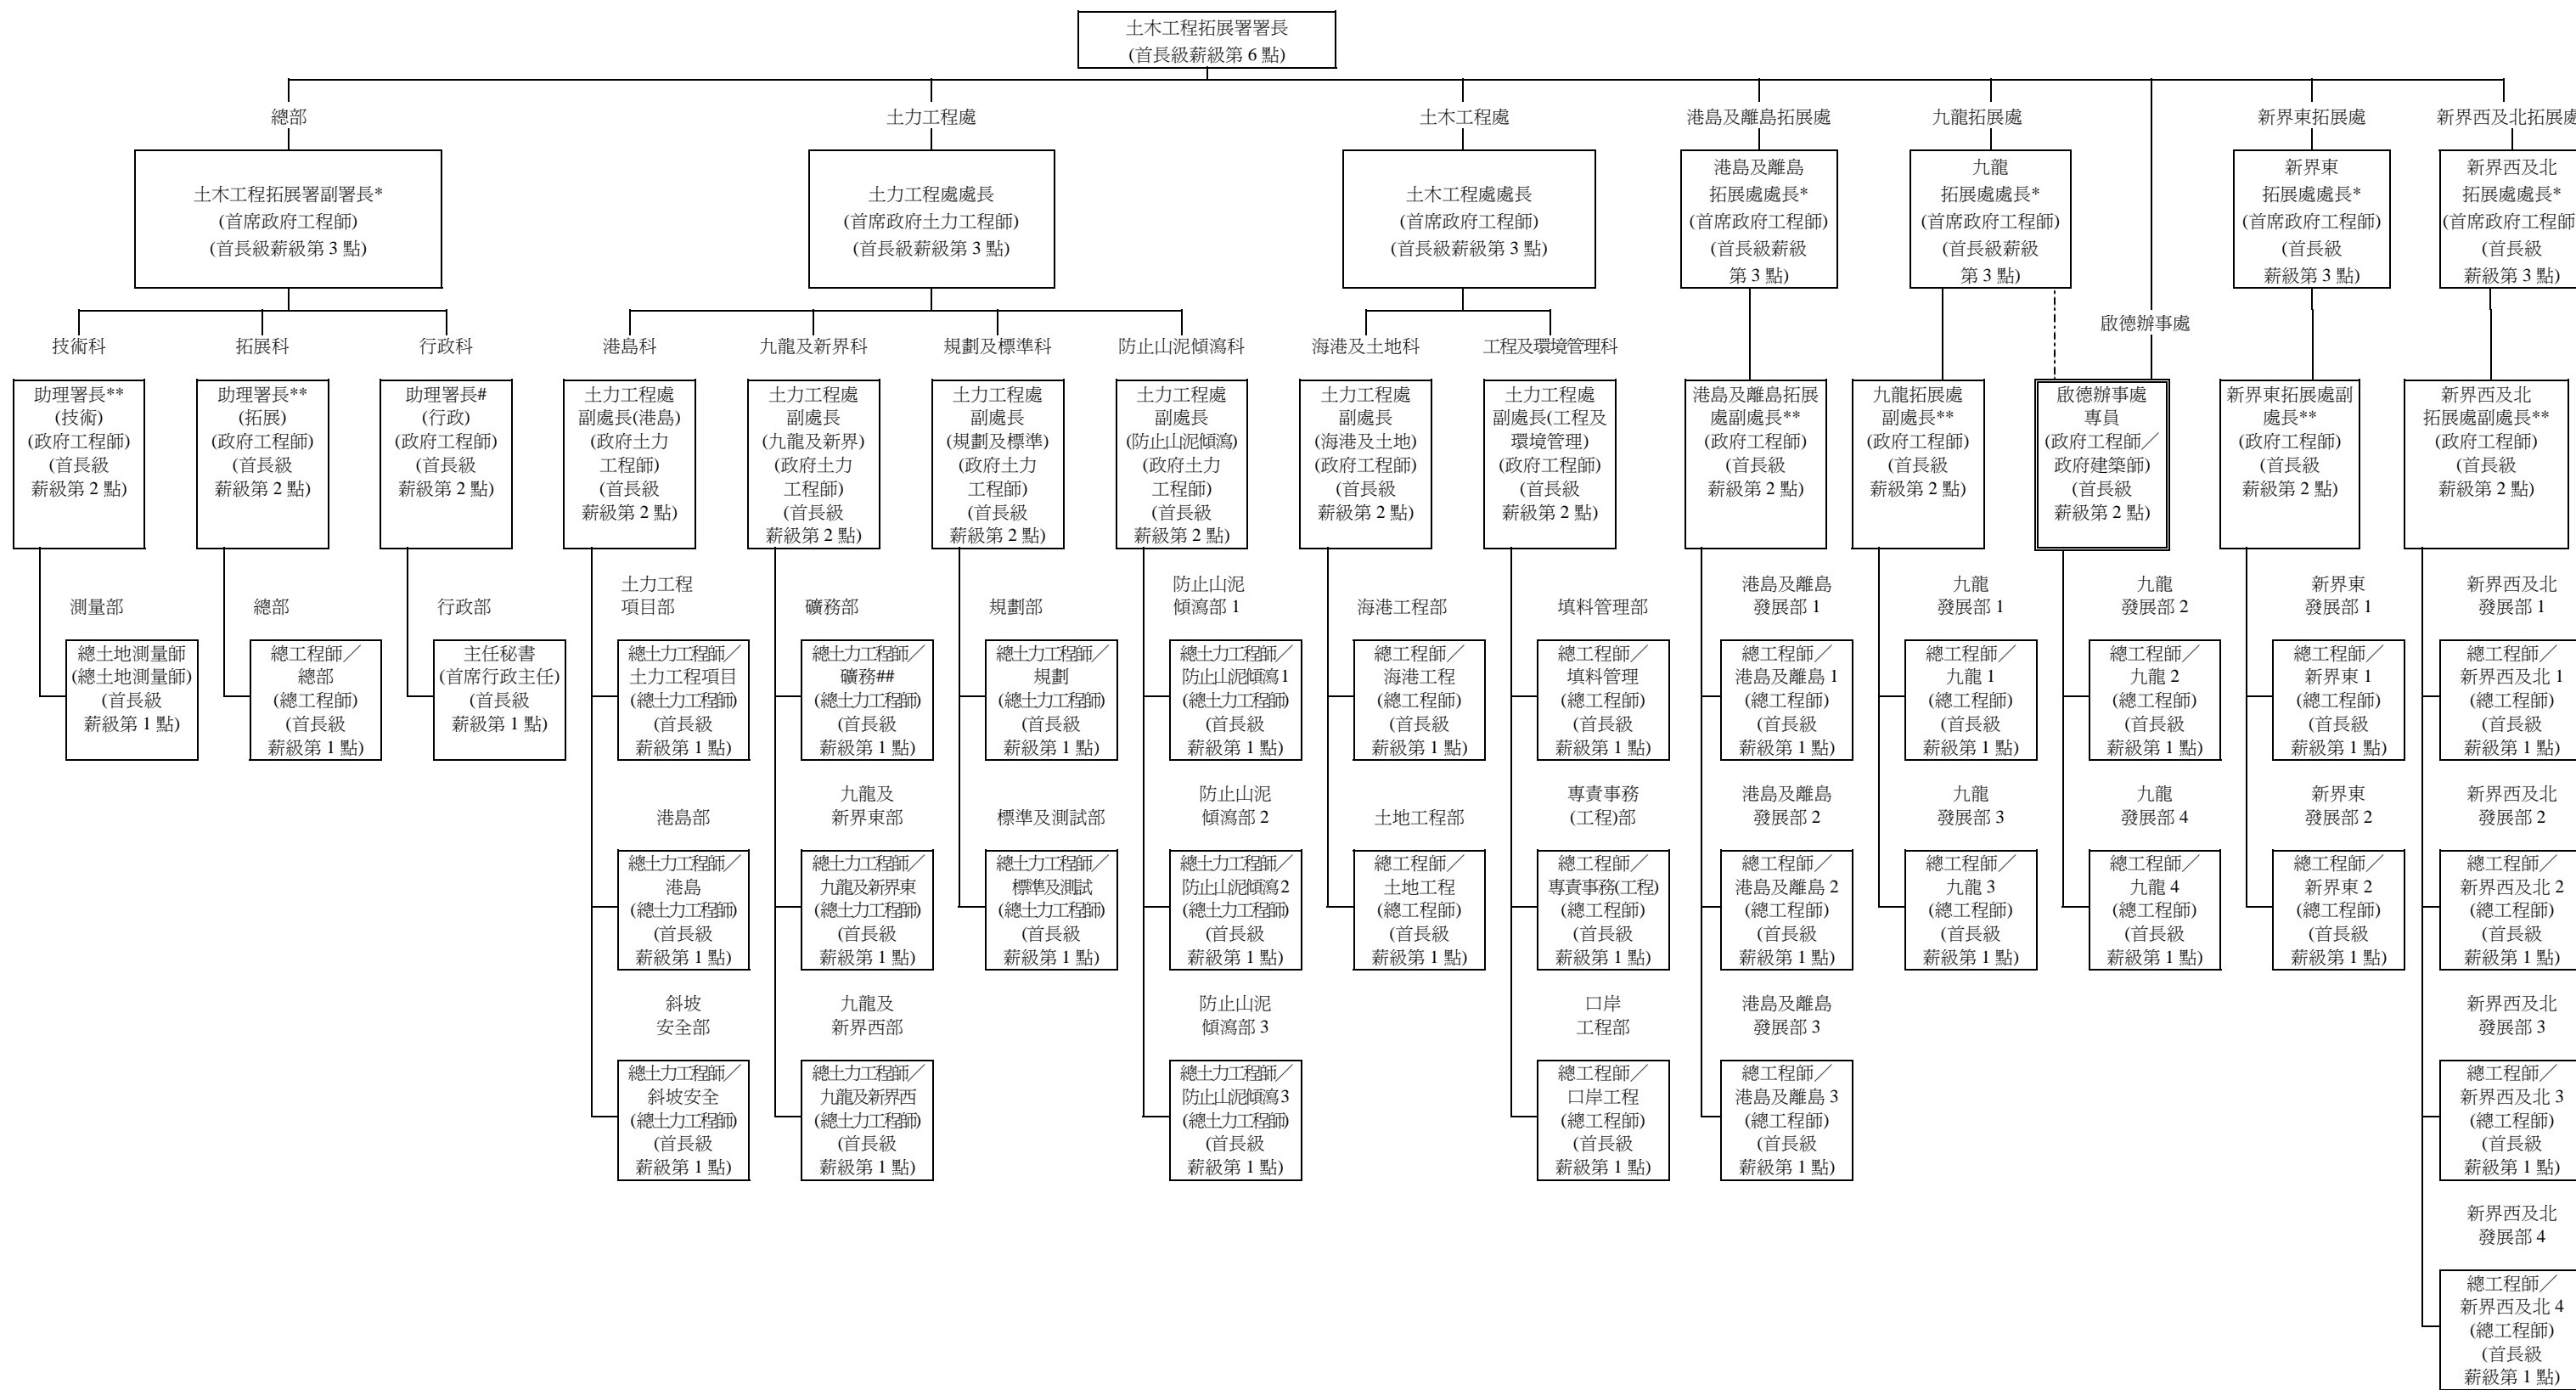 土木工程拓展署署長
(首長級薪級第 6 點)
總部
土力工程處
土木工程處
港島及離島拓展處
九龍拓展處
新界東拓展處
新界西及北拓展處
土木工程拓展署副署長*
(首席政府工程師)
(首長級薪級第 3 點)
土力工程處處長
(首席政府土力工程師)
(首長級薪級第 3 點)
土木工程處處長
(首席政府工程師)
(首長級薪級第 3 點)
港島及離島
拓展處處長*
(首席政府工程師)
(首長級薪級
第 3 點)
九龍
拓展處處長*
(首席政府工程師)
(首長級薪級
第 3 點)
新界東
拓展處處長*
(首席政府工程師)
(首長級
薪級第 3 點)
新界西及北
拓展處處長*
(首席政府工程師)
(首長級
薪級第 3 點)
啟德辦事處
技術科
拓展科
行政科
港島科
九龍及新界科
規劃及標準科
防止山泥傾瀉科
海港及土地科
工程及環境管理科
助理署長**
(技術)
(政府工程師)
(首長級
薪級第 2 點)
助理署長**
(拓展)
(政府工程師)
(首長級
薪級第 2 點)
助理署長#
(行政)
(政府工程師)
(首長級
薪級第 2 點)
土力工程處
副處長(港島)
(政府土力
工程師)
(首長級
薪級第 2 點)
土力工程處
副處長
(九龍及新界)
(政府土力
工程師)
(首長級
薪級第 2 點)
土力工程處
副處長
(規劃及標準)
(政府土力
工程師)
(首長級
薪級第 2 點)
土力工程處
副處長
(防止山泥傾瀉)
(政府土力
工程師)
(首長級
薪級第 2 點)
土力工程處
副處長
(海港及土地)
(政府工程師)
(首長級
薪級第 2 點)
土力工程處
副處長(工程及
環境管理)
(政府工程師)
(首長級
薪級第 2 點)
港島及離島拓展
處副處長**
(政府工程師)
(首長級
薪級第 2 點)
九龍拓展處
副處長**
(政府工程師)
(首長級
薪級第 2 點)
啟德辦事處
專員
(政府工程師／
政府建築師)
(首長級
薪級第 2 點)
新界東拓展處副
處長**
(政府工程師)
(首長級
薪級第 2 點)
新界西及北
拓展處副處長**
(政府工程師)
(首長級
薪級第 2 點)
測量部
總部
行政部
土力工程
項目部
礦務部
規劃部
防止山泥
傾瀉部 1
海港工程部
填料管理部
港島及離島
發展部 1
九龍
發展部 1
九龍
發展部 2
新界東
發展部 1
新界西及北
發展部 1
總土地測量師
(總土地測量師)
(首長級
薪級第 1 點)
總工程師／
總部
(總工程師)
(首長級
薪級第 1 點)
主任秘書
(首席行政主任)
(首長級
薪級第 1 點)
總土力工程師／
土力工程項目
(總土力工程師)
(首長級
薪級第 1 點)
總土力工程師／
礦務##
(總土力工程師)
(首長級
薪級第 1 點)
總土力工程師／
規劃
(總土力工程師)
(首長級
薪級第 1 點)
總土力工程師／
防止山泥傾瀉1
(總土力工程師)
(首長級
薪級第 1 點)
總工程師／
海港工程
(總工程師)
(首長級
薪級第 1 點)
總工程師／
填料管理
(總工程師)
(首長級
薪級第 1 點)
總工程師／
港島及離島 1
(總工程師)
(首長級
薪級第 1 點)
總工程師／
九龍 1
(總工程師)
(首長級
薪級第 1 點)
總工程師／
九龍 2
(總工程師)
(首長級
薪級第 1 點)
總工程師／
新界東 1
(總工程師)
(首長級
薪級第 1 點)
總工程師／
新界西及北 1
(總工程師)
(首長級
薪級第 1 點)
港島部
九龍及
新界東部
標準及測試部
防止山泥
傾瀉部 2
土地工程部
專責事務
(工程)部
港島及離島
發展部 2
九龍
發展部 3
九龍
發展部 4
新界東
發展部 2
新界西及北
發展部 2
總土力工程師／
港島
(總土力工程師)
(首長級
薪級第 1 點)
總土力工程師／
九龍及新界東
(總土力工程師)
(首長級
薪級第 1 點)
總土力工程師／
標準及測試
(總土力工程師)
(首長級
薪級第 1 點)
總土力工程師／
防止山泥傾瀉2
(總土力工程師)
(首長級
薪級第 1 點)
總工程師／
土地工程
(總工程師)
(首長級
薪級第 1 點)
總工程師／
專責事務(工程)
(總工程師)
(首長級
薪級第 1 點)
總工程師／
港島及離島 2
(總工程師)
(首長級
薪級第 1 點)
總工程師／
九龍 3
(總工程師)
(首長級
薪級第 1 點)
總工程師／
九龍 4
(總工程師)
(首長級
薪級第 1 點)
總工程師／
新界東 2
(總工程師)
(首長級
薪級第 1 點)
總工程師／
新界西及北 2
(總工程師)
(首長級
薪級第 1 點)
斜坡
安全部
九龍及
新界西部
防止山泥
傾瀉部 3
口岸
工程部
港島及離島
發展部 3
新界西及北
發展部 3
總土力工程師／
斜坡安全
(總土力工程師)
(首長級
薪級第 1 點)
總土力工程師／
九龍及新界西
(總土力工程師)
(首長級
薪級第 1 點)
總土力工程師／
防止山泥傾瀉3
(總土力工程師)
(首長級
薪級第 1 點)
總工程師／
口岸工程
(總工程師)
(首長級
薪級第 1 點)
總工程師／
港島及離島 3
(總工程師)
(首長級
薪級第 1 點)
總工程師／
新界西及北 3
(總工程師)
(首長級
薪級第 1 點)
新界西及北
發展部 4
總工程師／
新界西及北 4
(總工程師)
(首長級
薪級第 1 點)